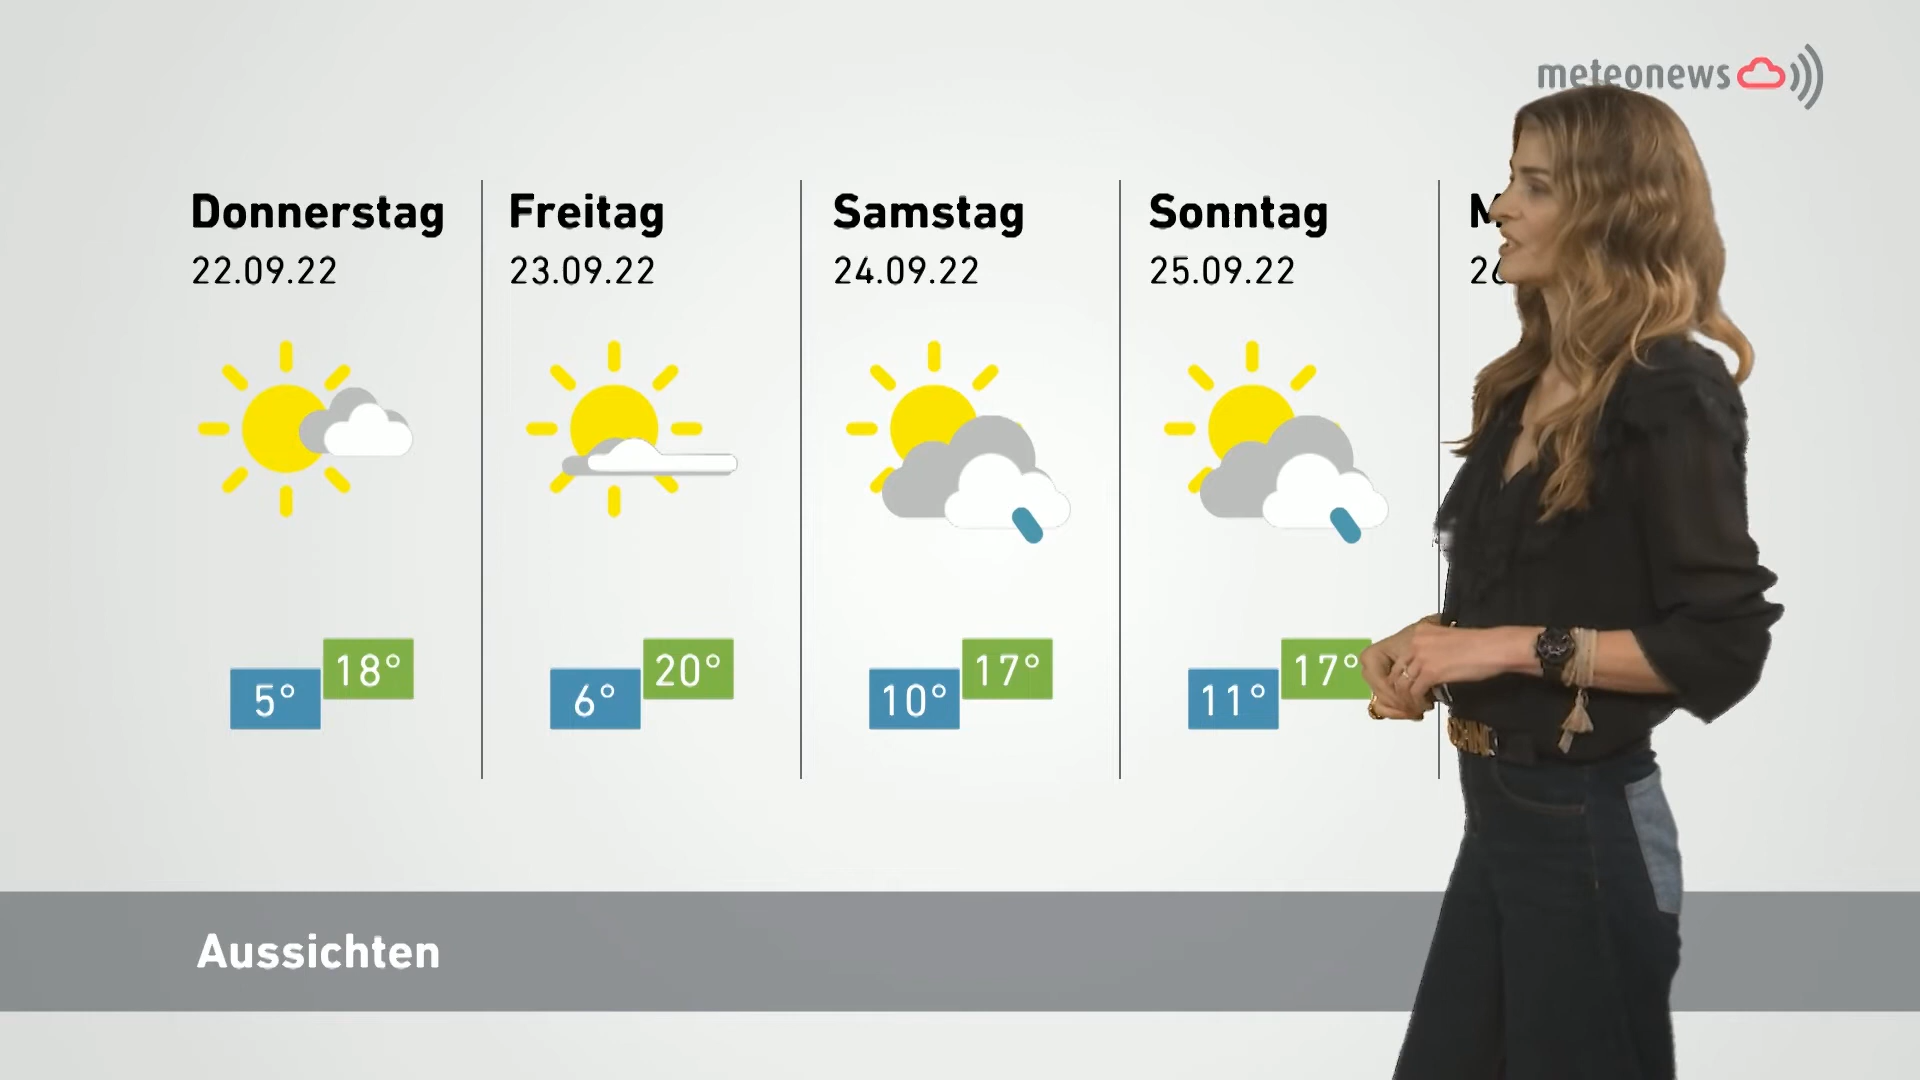 meteonews
Donnerstag
22.09.22
Freitag
23.09.22
Samstag
24.09.22
Sonntag
25.09.22
5°
18°
6°
20°
10°
17°
11°
17°
Aussichten